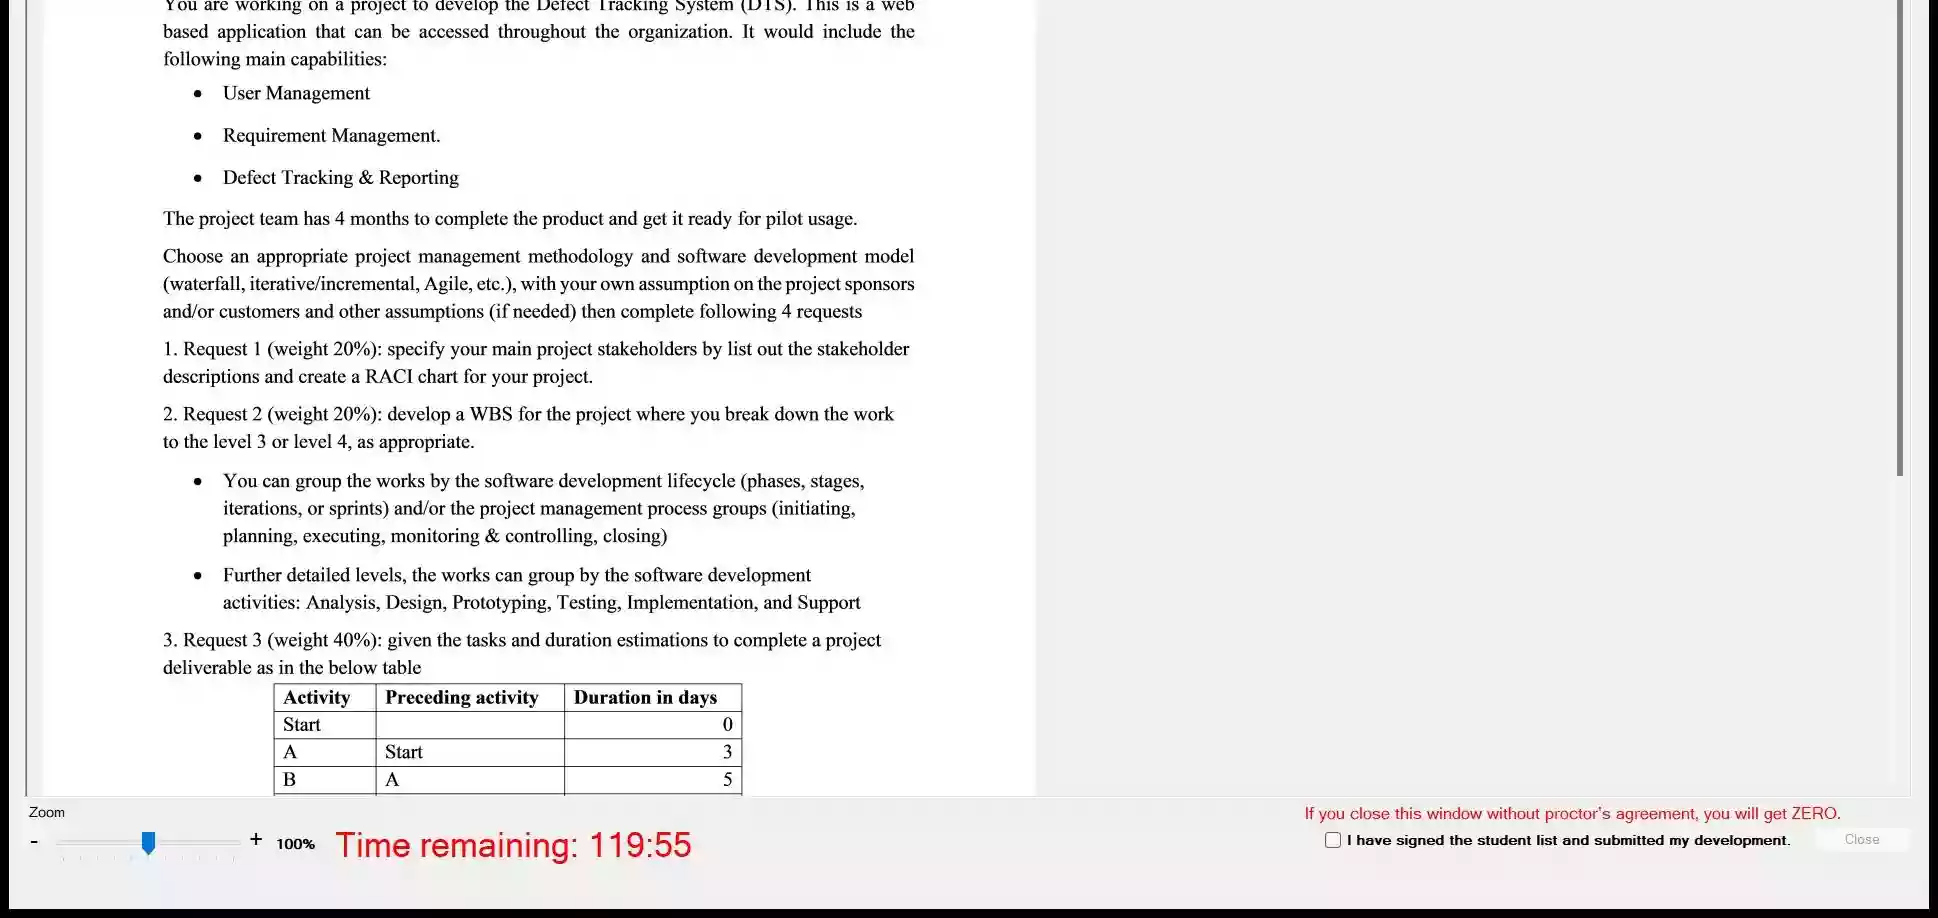 You are working on a project to develop the Defect Tracking System (DTS). This is a web
based application that can be accessed throughout the organization. It would include the
following main capabilities:
• User Management
• Requirement Management.
• Defect Tracking & Reporting
The project team has 4 months to complete the product and get it ready for pilot usage.
Choose an appropriate project management methodology and software development model
(waterfall, iterative/incremental, Agile, etc.), with your own assumption on the project sponsors
and/or customers and other assumptions (if needed) then complete following 4 requests
1. Request 1 (weight 20%): specify your main project stakeholders by list out the stakeholder
descriptions and create a RACI chart for your project.
2. Request 2 (weight 20%): develop a WBS for the project where you break down the work
to the level 3 or level 4, as appropriate.
• You can group the works by the software development lifecycle (phases, stages,
iterations, or sprints) and/or the project management process groups (initiating,
planning, executing, monitoring & controlling, closing)
• Further detailed levels, the works can group by the software development
activities: Analysis, Design, Prototyping, Testing, Implementation, and Support
3. Request 3 (weight 40%): given the tasks and duration estimations to complete a project
deliverable as in the below table
Activity Preceding activity Duration in days
Start 0
A Start 3
B A 5
Zoom
- + 100% Time remaining: 119:55
If you close this window without proctor's agreement, you will get ZERO.
I have signed the student list and submitted my development. Close